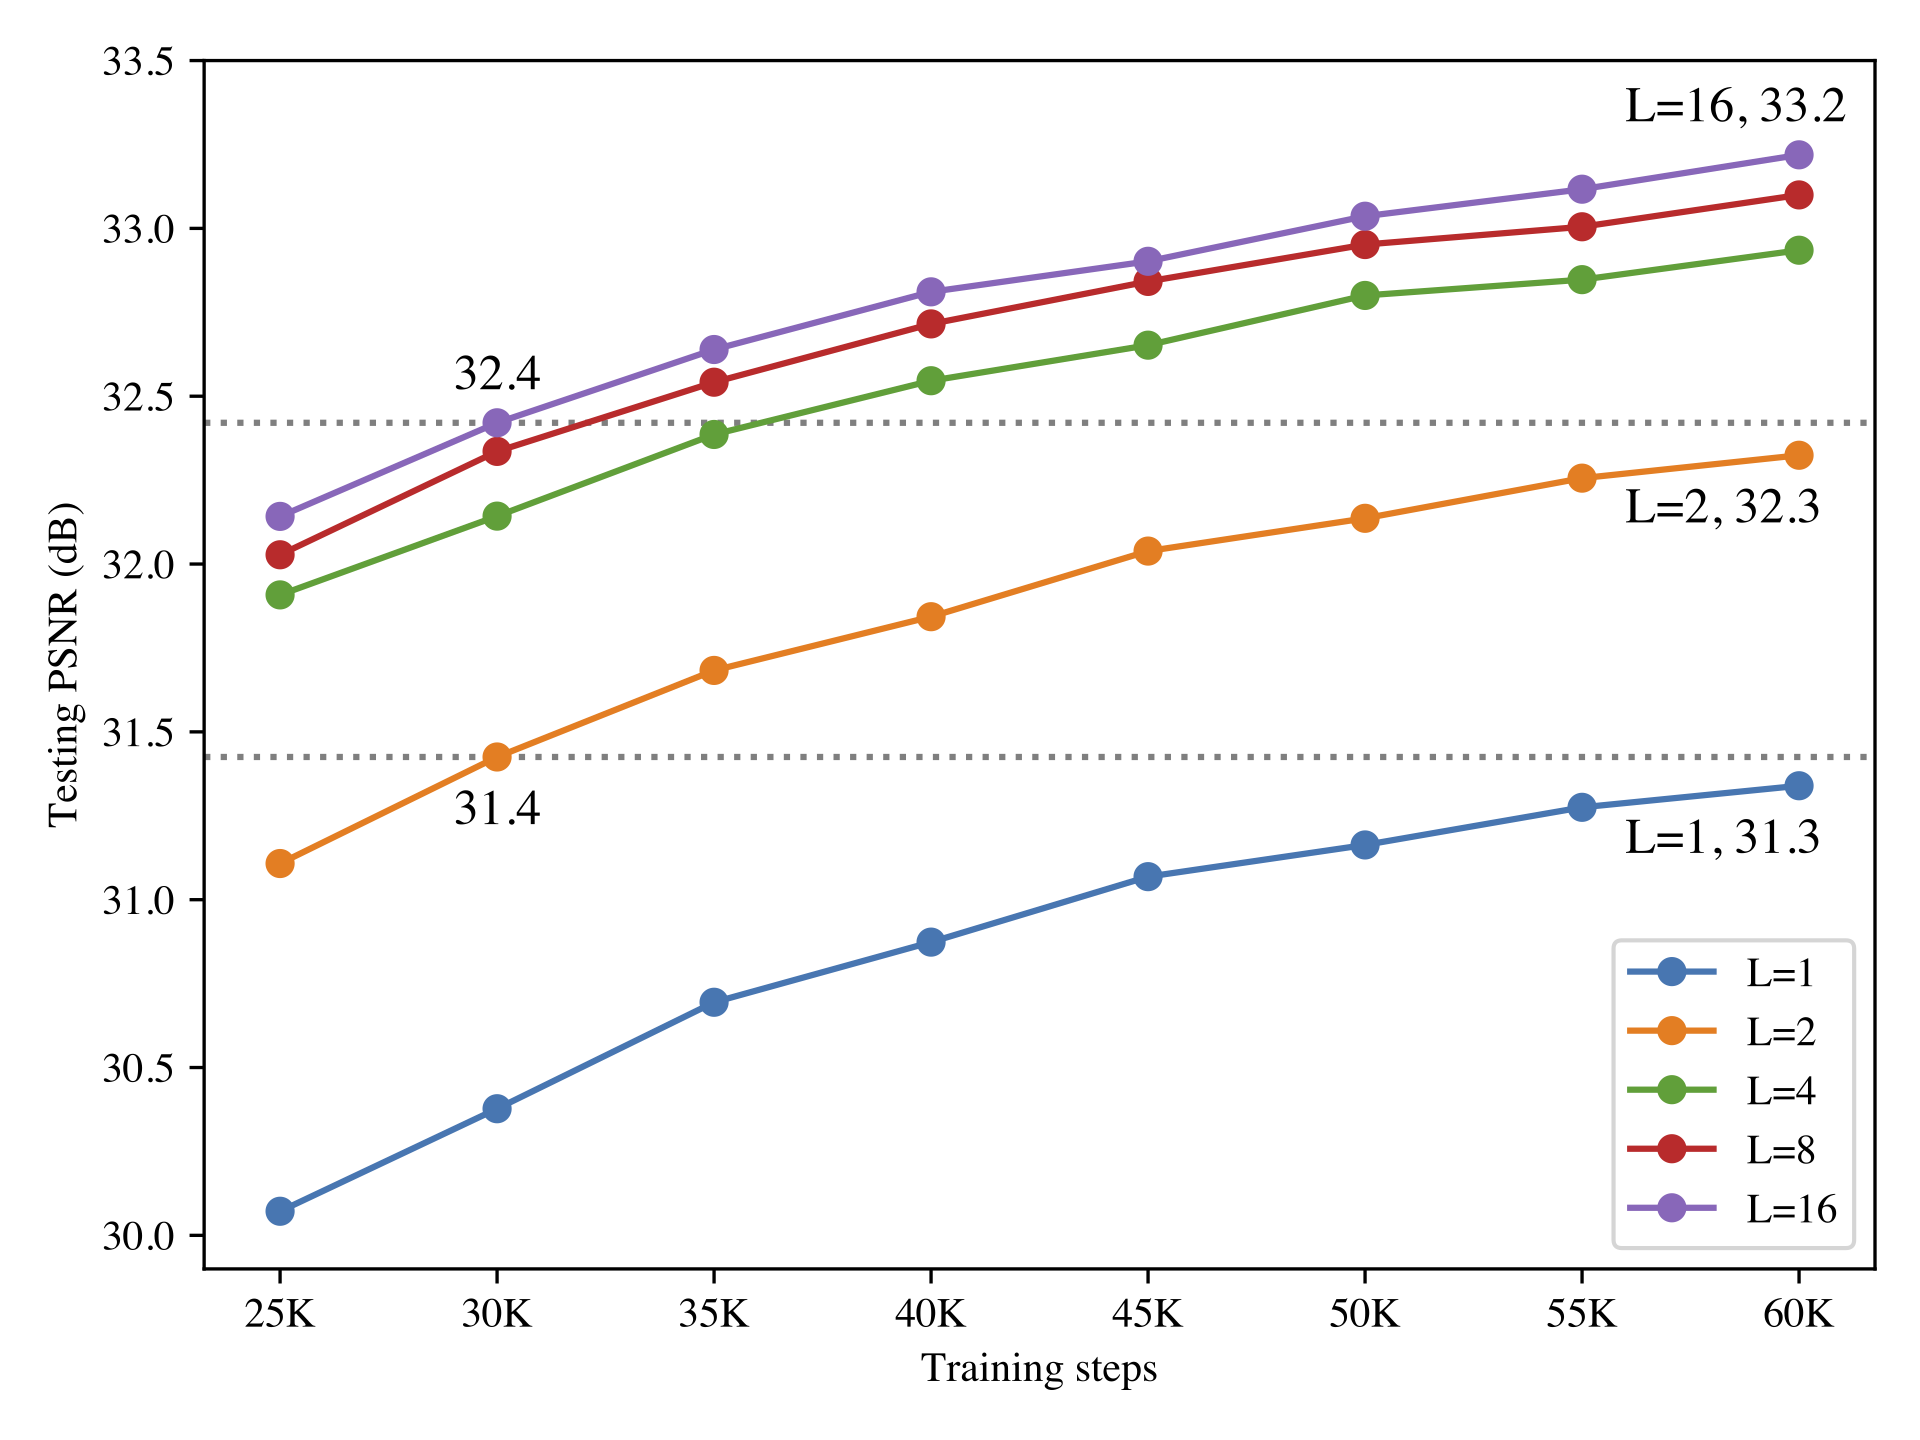 33.5
33.0
32.5
32.0
31.5
31.0
30.5
30.0
Testing PSNR (dB)
L=16, 33.2
32.4
L=2, 32.3
31.4
L=1, 31.3
L=1
L=2
L=4
L=8
L=16
25K 30K 35K 40K 45K 50K 55K 60K
Training steps